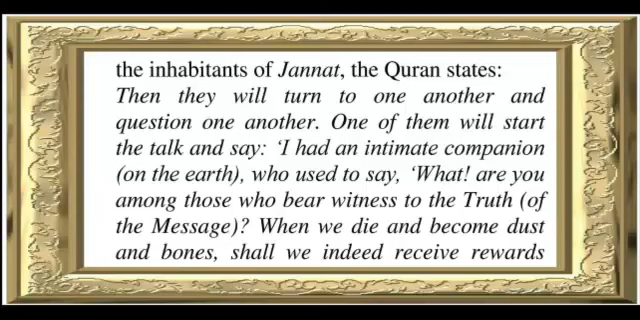 the inhabitants of Jannat, the Quran states:
Then they will turn to one another and
question one another. One of them will start
the talk and say: ‘I had an intimate companion
(on the earth), who used to say, ‘What! are you
among those who bear witness to the Truth (of
the Message)? When we die and become dust
and bones, shall we indeed receive rewards